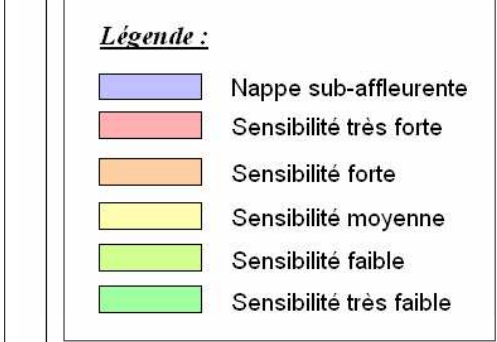 Légende :
Nappe sub-affleurente
Sensibilité très forte
Sensibilité forte
Sensibilité moyenne
Sensibilité faible
Sensibilité très faible